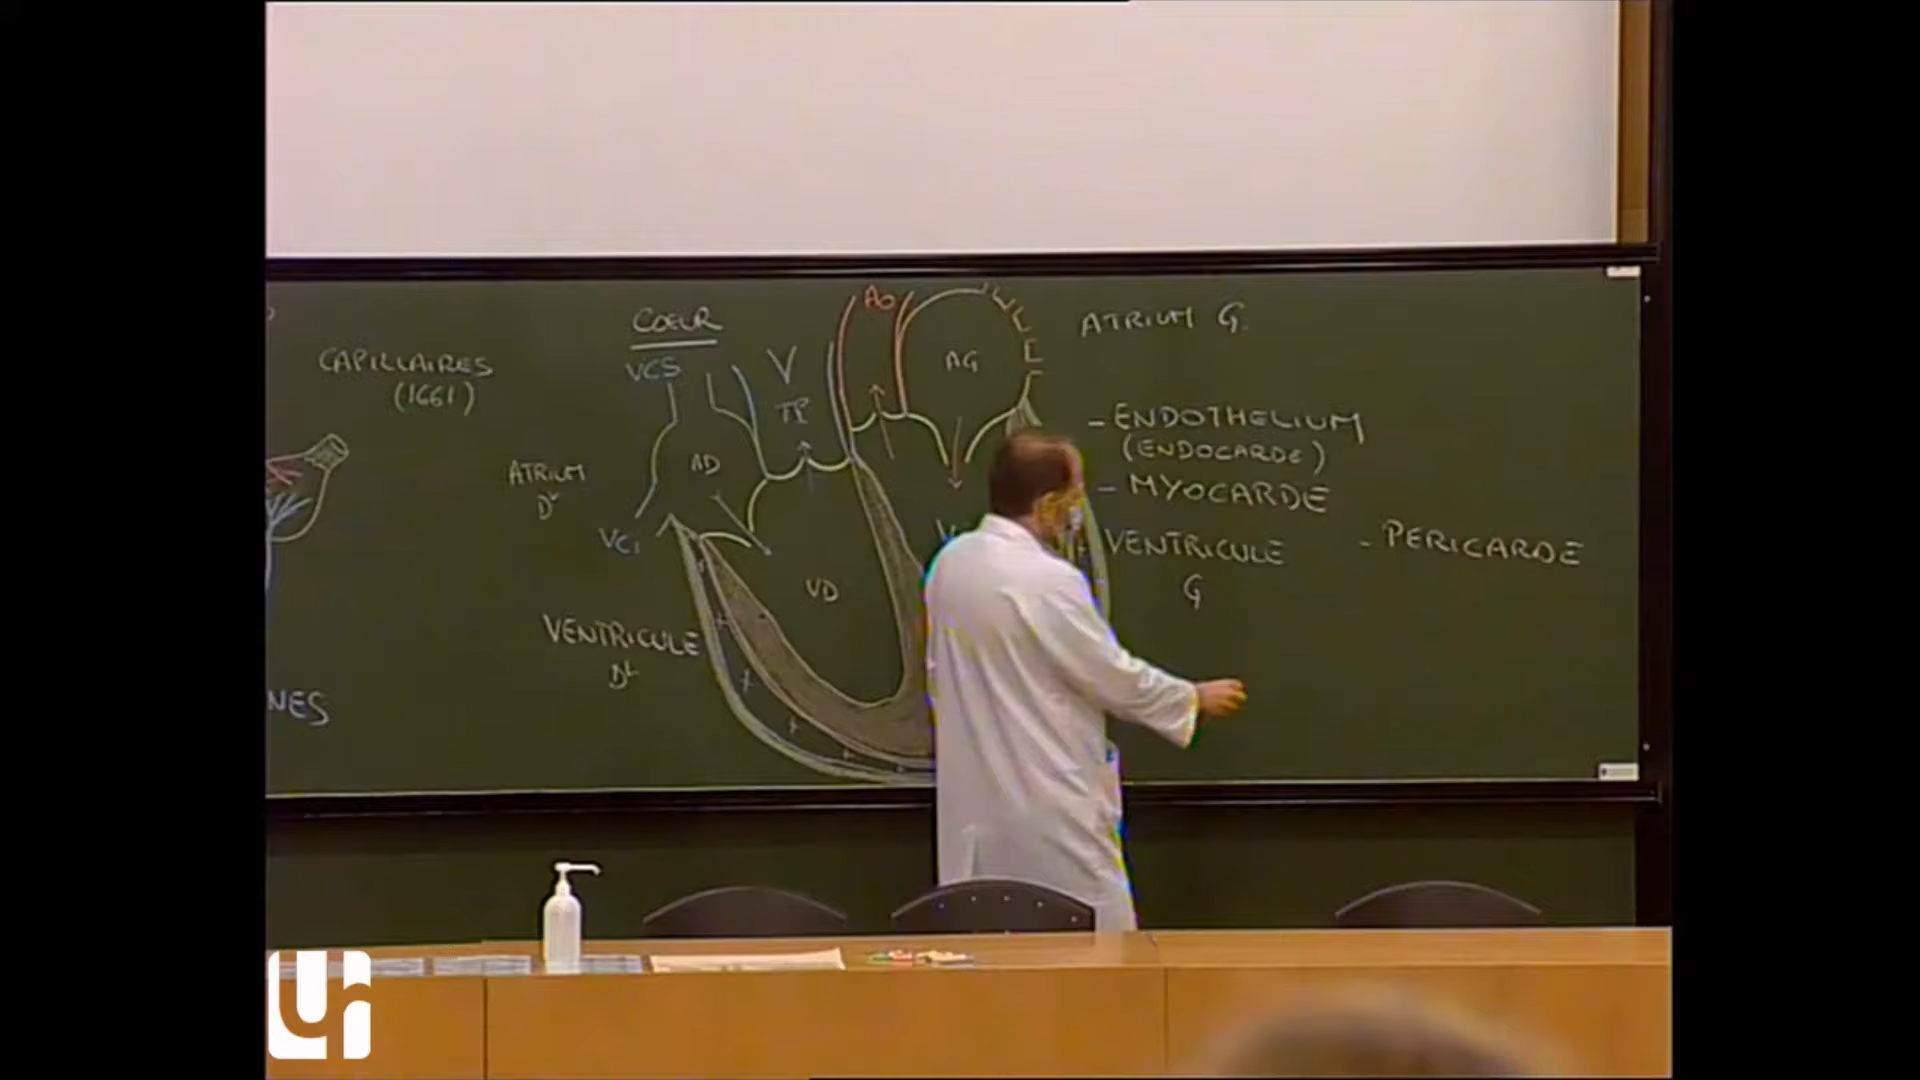 COEUR
CAPILLAIRES
(1661)
VCS
V
TP
Ao
AG
ATRIUM G.
- ENDOTHELIUM
(ENDOCARDE)
- MYOCARDE
VENTRICULE
G
- PERICARDE
ATRIUM
Dt
AD
VCI
VD
VENTRICULE
Dt
NES